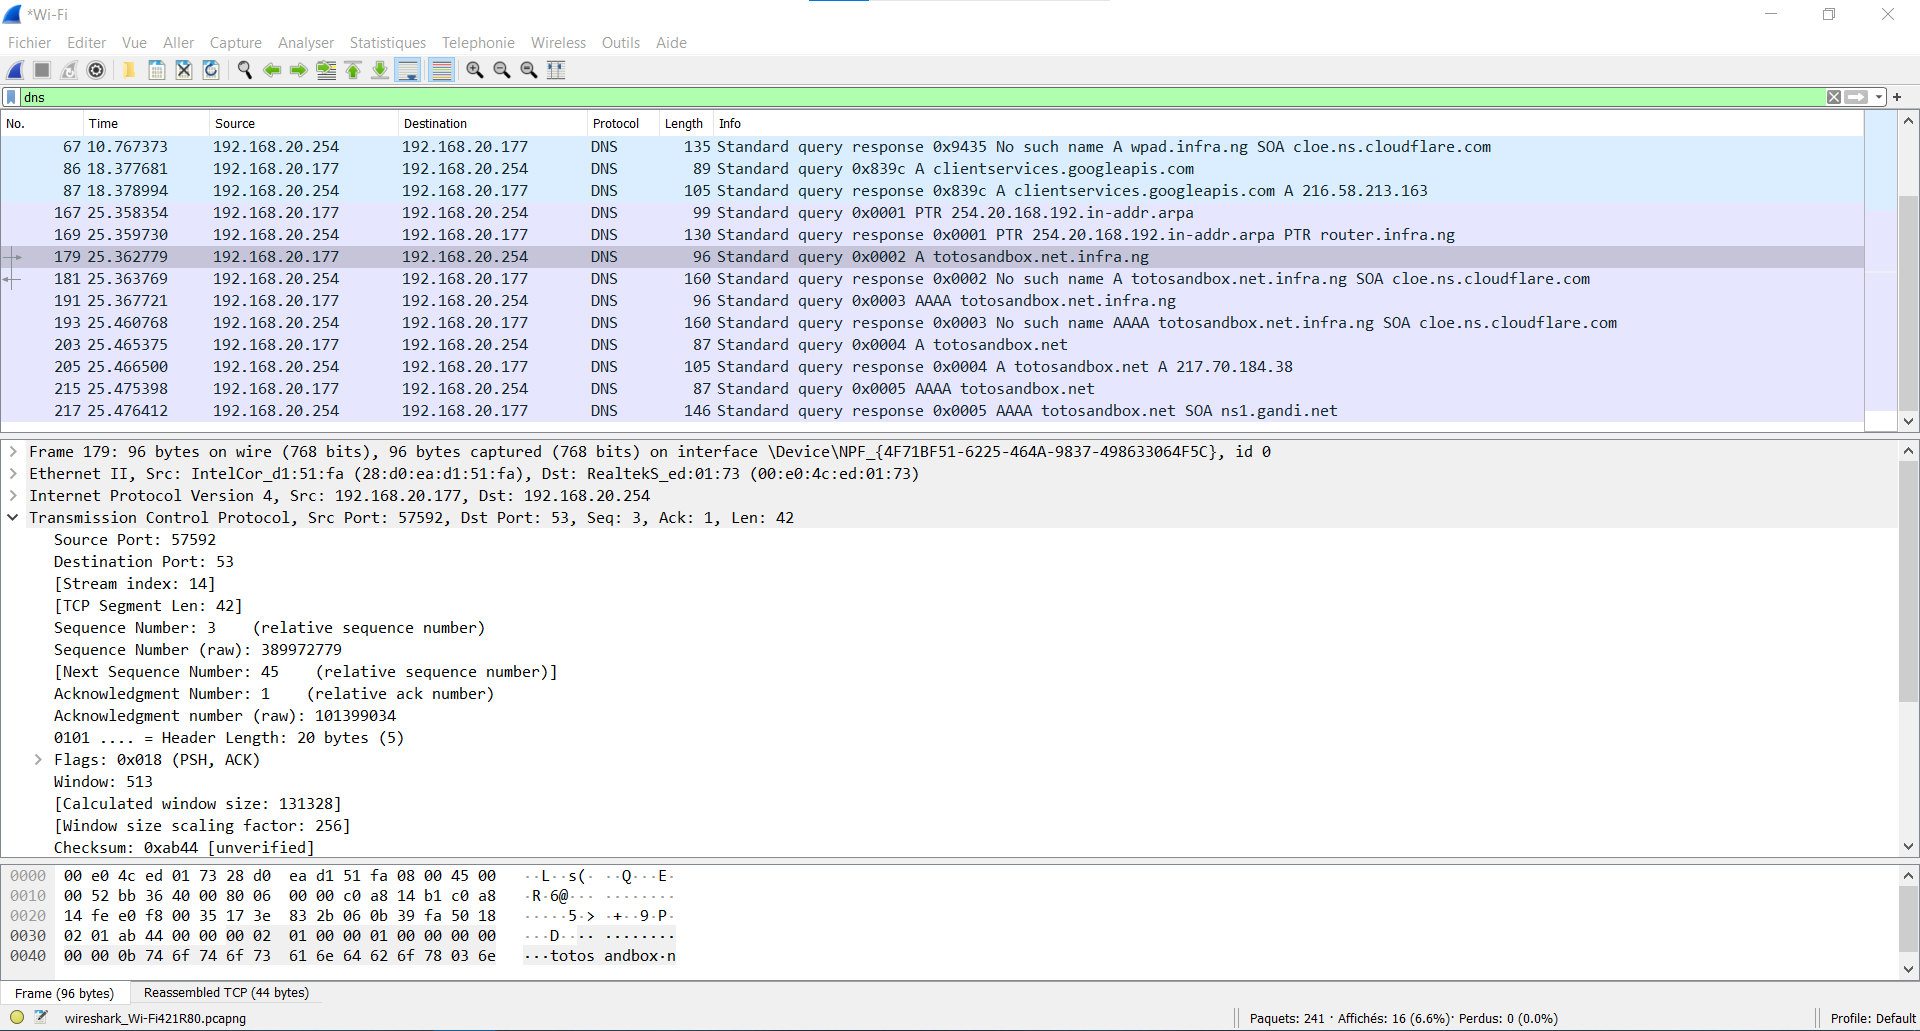 *Wi-Fi
Fichier Editer Vue Aller Capture Analyser Statistiques Telephonie Wireless Outils Aide
dns
No. Time Source Destination Protocol Length Info
67 10.767373 192.168.20.254 192.168.20.177 DNS 135 Standard query response 0x9435 No such name A wpad.infra.ng SOA cloe.ns.cloudflare.com
86 18.377681 192.168.20.177 192.168.20.254 DNS 89 Standard query 0x839c A clientservices.googleapis.com
87 18.378994 192.168.20.254 192.168.20.177 DNS 105 Standard query response 0x839c A clientservices.googleapis.com A 216.58.213.163
167 25.358354 192.168.20.177 192.168.20.254 DNS 99 Standard query 0x0001 PTR 254.20.168.192.in-addr.arpa
169 25.359730 192.168.20.254 192.168.20.177 DNS 130 Standard query response 0x0001 PTR 254.20.168.192.in-addr.arpa PTR router.infra.ng
179 25.362779 192.168.20.177 192.168.20.254 DNS 96 Standard query 0x0002 A totosandbox.net.infra.ng
181 25.363769 192.168.20.254 192.168.20.177 DNS 160 Standard query response 0x0002 No such name A totosandbox.net.infra.ng SOA cloe.ns.cloudflare.com
191 25.367721 192.168.20.177 192.168.20.254 DNS 96 Standard query 0x0003 AAAA totosandbox.net.infra.ng
193 25.460768 192.168.20.254 192.168.20.177 DNS 160 Standard query response 0x0003 No such name AAAA totosandbox.net.infra.ng SOA cloe.ns.cloudflare.com
203 25.465375 192.168.20.177 192.168.20.254 DNS 87 Standard query 0x0004 A totosandbox.net
205 25.466500 192.168.20.254 192.168.20.177 DNS 105 Standard query response 0x0004 A totosandbox.net A 217.70.184.38
215 25.475398 192.168.20.177 192.168.20.254 DNS 87 Standard query 0x0005 AAAA totosandbox.net
217 25.476412 192.168.20.254 192.168.20.177 DNS 146 Standard query response 0x0005 AAAA totosandbox.net SOA ns1.gandi.net
Frame 179: 96 bytes on wire (768 bits), 96 bytes captured (768 bits) on interface \Device\NPF_{4F71BF51-6225-464A-9837-498633064F5C}, id 0
Ethernet II, Src: IntelCor_d1:51:fa (28:d0:ea:d1:51:fa), Dst: RealtekS_ed:01:73 (00:e0:4c:ed:01:73)
Internet Protocol Version 4, Src: 192.168.20.177, Dst: 192.168.20.254
Transmission Control Protocol, Src Port: 57592, Dst Port: 53, Seq: 3, Ack: 1, Len: 42
Source Port: 57592
Destination Port: 53
[Stream index: 14]
[TCP Segment Len: 42]
Sequence Number: 3    (relative sequence number)
Sequence Number (raw): 389972779
[Next Sequence Number: 45    (relative sequence number)]
Acknowledgment Number: 1    (relative ack number)
Acknowledgment number (raw): 101399034
0101 .... = Header Length: 20 bytes (5)
Flags: 0x018 (PSH, ACK)
Window: 513
[Calculated window size: 131328]
[Window size scaling factor: 256]
Checksum: 0xab44 [unverified]
0000 00 e0 4c ed 01 73 28 d0 ea d1 51 fa 08 00 45 00 ··L··s(· ··Q···E·
0010 00 52 bb 36 40 00 80 06 00 00 c0 a8 14 b1 c0 a8 ·R·6@··· ········
0020 14 fe e0 f8 00 35 17 3e 83 2b 06 0b 39 fa 50 18 ·····5·> ·+··9·P·
0030 02 01 ab 44 00 00 00 02 01 00 00 01 00 00 00 00 ···D···· ········
0040 00 00 0b 74 6f 74 6f 73 61 6e 64 62 6f 78 03 6e ···totos andbox·n
Frame (96 bytes) Reassembled TCP (44 bytes)
wireshark_Wi-Fi421R80.pcapng Paquets: 241 · Affichés: 16 (6.6%)· Perdus: 0 (0.0%) Profile: Default